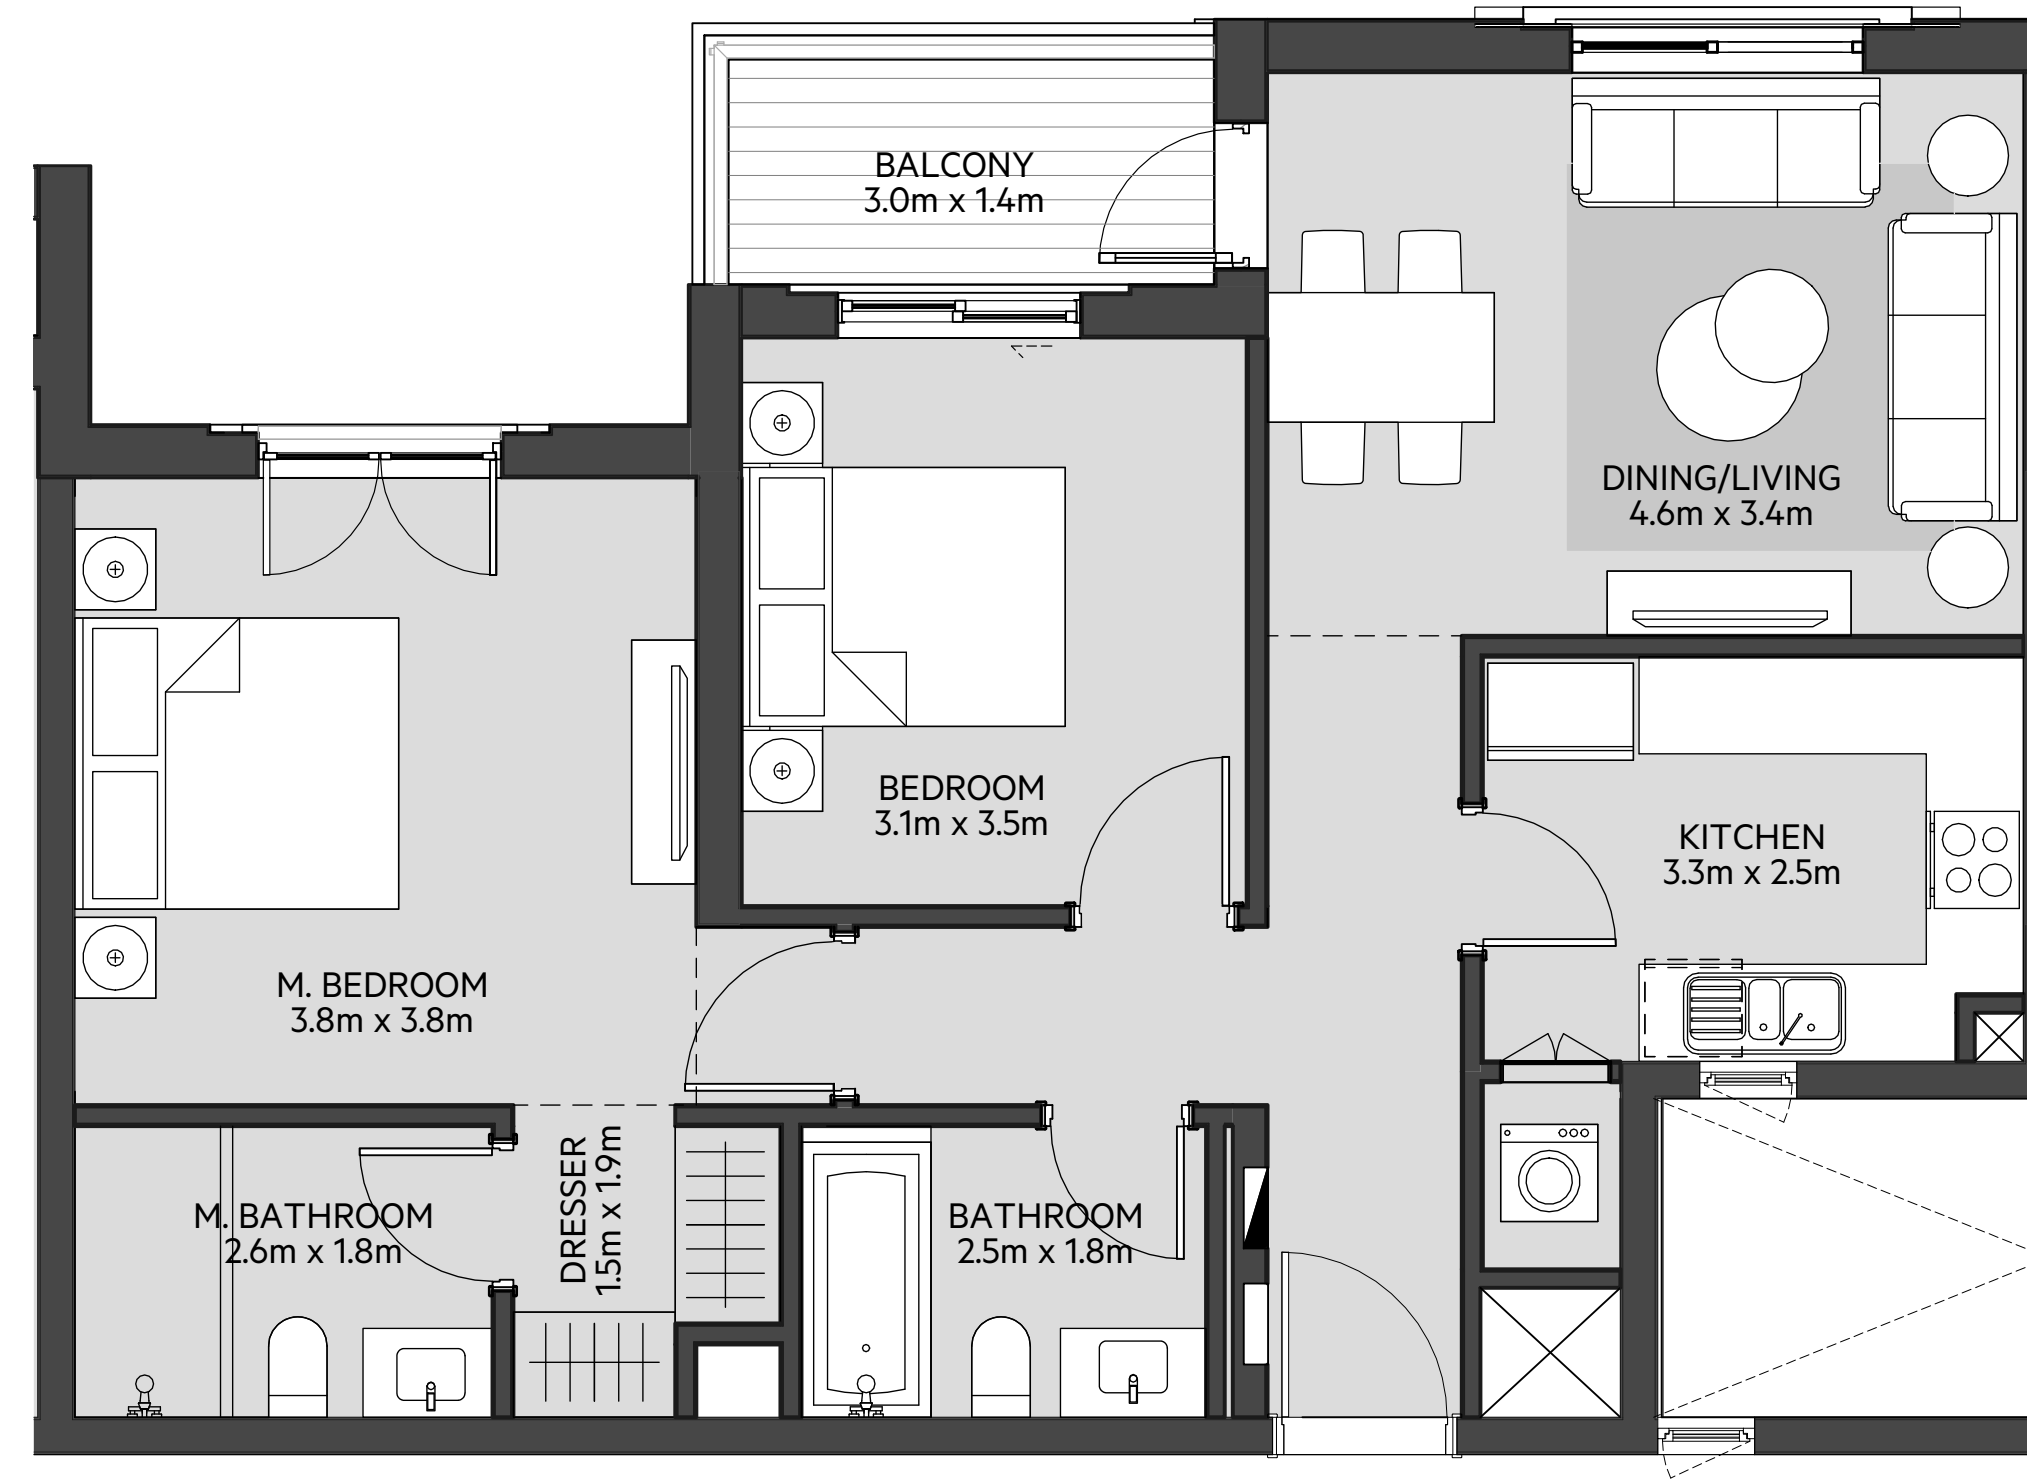 BALCONY
3.0m x 1.4m
DINING/LIVING
4.6m x 3.4m
BEDROOM
3.1m x 3.5m
KITCHEN
3.3m x 2.5m
M. BEDROOM
3.8m x 3.8m
M. BATHROOM
2.6m x 1.8m
DRESSER
1.5m x 1.9m
BATHROOM
2.5m x 1.8m